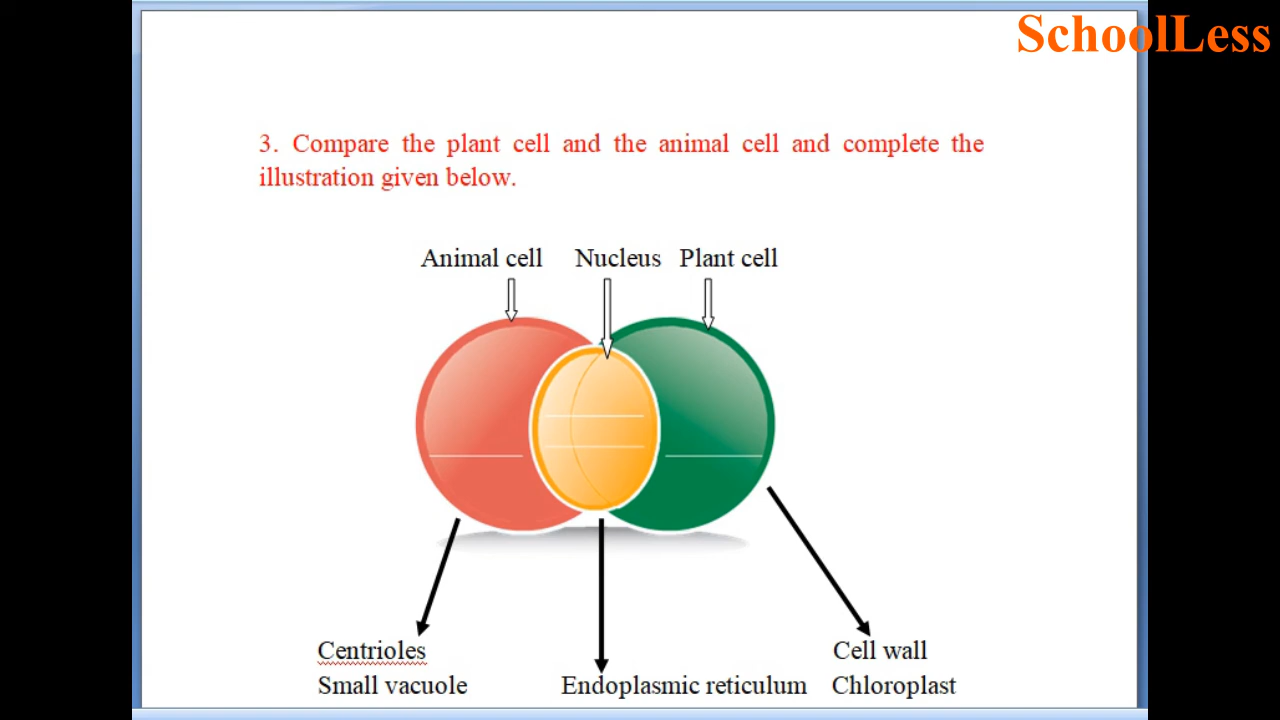 SchoolLess
3. Compare the plant cell and the animal cell and complete the
illustration given below.
Animal cell Nucleus Plant cell
Centrioles Cell wall
Small vacuole Endoplasmic reticulum Chloroplast